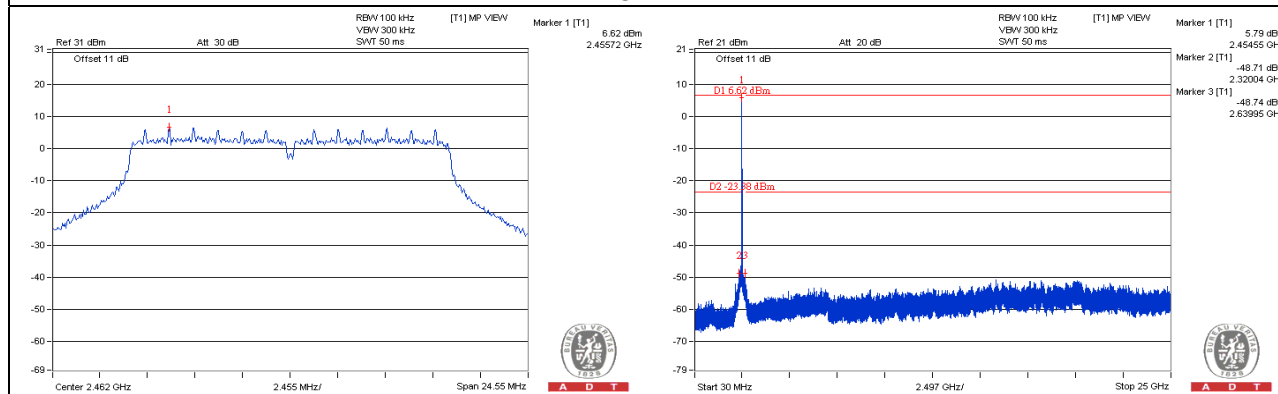 RBW 100 kHz [T1] MP VIEW
VBW 300 kHz
Ref 31 dBm Att 30 dB SWT 50 ms
Marker 1 [T1]
6.62 dBm
2.45572 GHz
31
Offset 11 dB
20
10
0
-10
-20
-30
-40
-50
-60
-69
1
Center 2.462 GHz 2.455 MHz/ Span 24.55 MHz
BUREAU VERITAS
1828
A D T
RBW 100 kHz [T1] MP VIEW
VBW 300 kHz
Ref 21 dBm Att 20 dB SWT 50 ms
Marker 1 [T1]
5.79 dB
2.45455 GH
Marker 2 [T1]
-48.71 dB
2.32004 GH
Marker 3 [T1]
-48.74 dB
2.63995 GH
21
Offset 11 dB
10
0
-10
-20
-30
-40
-50
-60
-70
-79
1
D1 6.62 dBm
D2 -23.38 dBm
2 3
Start 30 MHz 2.497 GHz/ Stop 25 GHz
BUREAU VERITAS
1828
A D T